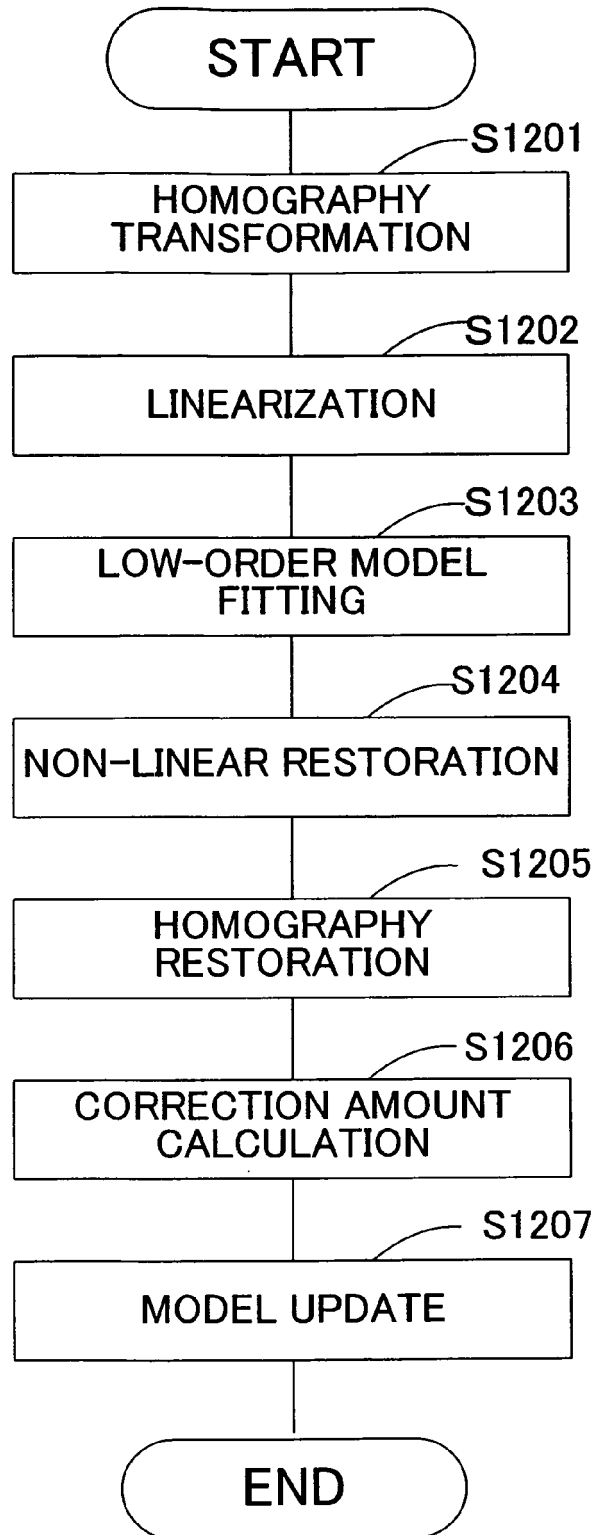 START
S1201
HOMOGRAPHY
TRANSFORMATION
S1202
LINEARIZATION
S1203
LOW-ORDER MODEL
FITTING
S1204
NON-LINEAR RESTORATION
S1205
HOMOGRAPHY
RESTORATION
S1206
CORRECTION AMOUNT
CALCULATION
S1207
MODEL UPDATE
END